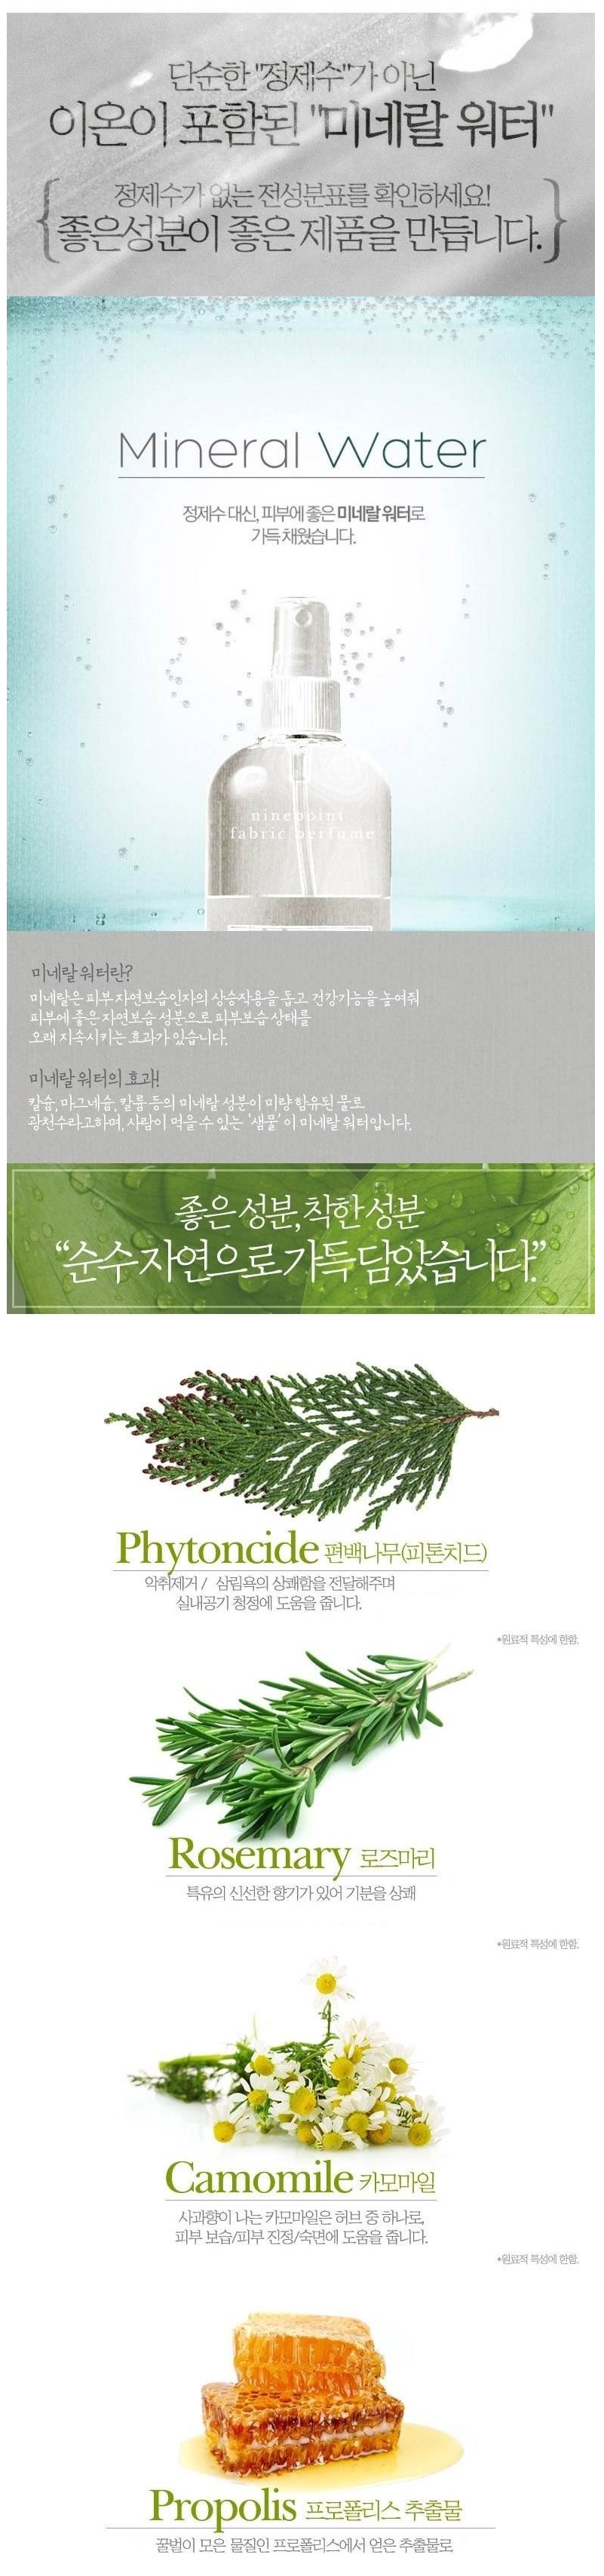 단순한 "정제수"가 아닌
이온이 포함된 "미네랄 워터"
정제수가 없는 전성분표를 확인하세요!
좋은성분이 좋은 제품을 만듭니다.
Mineral Water
정제수 대신, 피부에 좋은 미네랄 워터로
가득 채웠습니다.
ninepoint
fabric perfume
미네랄 워터란?
미네랄은 피부 자연보습인자의 상승작용을 돕고 건강기능을 높여줘
피부에 좋은 자연보습 성분으로 피부보습 상태를
오래 지속시키는 효과가 있습니다.
미네랄 워터의 효과!
칼슘, 마그네슘, 칼륨 등의 미네랄 성분이 미량 함유된 물로
광천수라고하며, 사람이 먹을 수 있는 '샘물' 이 미네랄 워터입니다.
좋은 성분, 착한 성분
“순수 자연으로 가득 담았습니다.”
Phytoncide 편백나무(피톤치드)
악취제거 / 삼림욕의 상쾌함을 전달해주며
실내공기 청정에 도움을 줍니다.
*원료적 특성에 한함.
Rosemary 로즈마리
특유의 신선한 향기가 있어 기분을 상쾌
*원료적 특성에 한함.
Camomile 카모마일
사과향이 나는 카모마일은 허브 중 하나로,
피부 보습/피부 진정/숙면에 도움을 줍니다.
*원료적 특성에 한함.
Propolis 프로폴리스 추출물
꿀벌이 모은 물질인 프로폴리스에서 얻은 추출물로